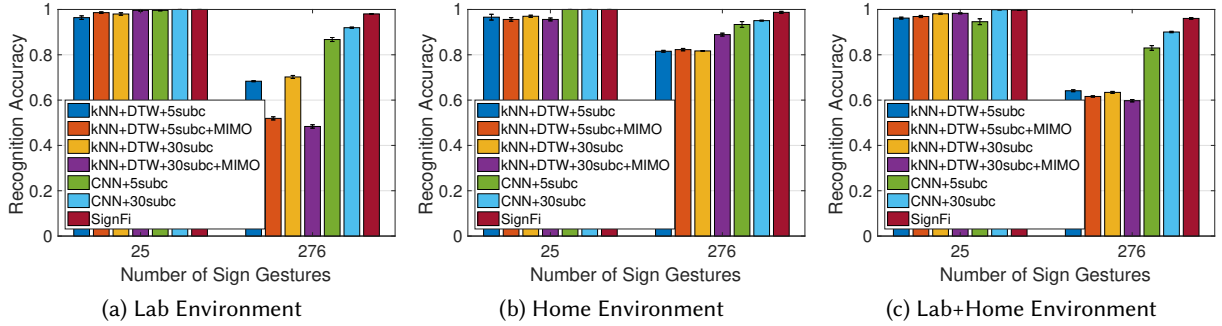 Recognition Accuracy
1
0.8
0.6
0.4
0.2
0
kNN+DTW+5subc
kNN+DTW+5subc+MIMO
kNN+DTW+30subc
kNN+DTW+30subc+MIMO
CNN+5subc
CNN+30subc
SignFi
25
276
Number of Sign Gestures
(a) Lab Environment
Recognition Accuracy
1
0.8
0.6
0.4
0.2
0
kNN+DTW+5subc
kNN+DTW+5subc+MIMO
kNN+DTW+30subc
kNN+DTW+30subc+MIMO
CNN+5subc
CNN+30subc
SignFi
25
276
Number of Sign Gestures
(b) Home Environment
Recognition Accuracy
1
0.8
0.6
0.4
0.2
0
kNN+DTW+5subc
kNN+DTW+5subc+MIMO
kNN+DTW+30subc
kNN+DTW+30subc+MIMO
CNN+5subc
CNN+30subc
SignFi
25
276
Number of Sign Gestures
(c) Lab+Home Environment